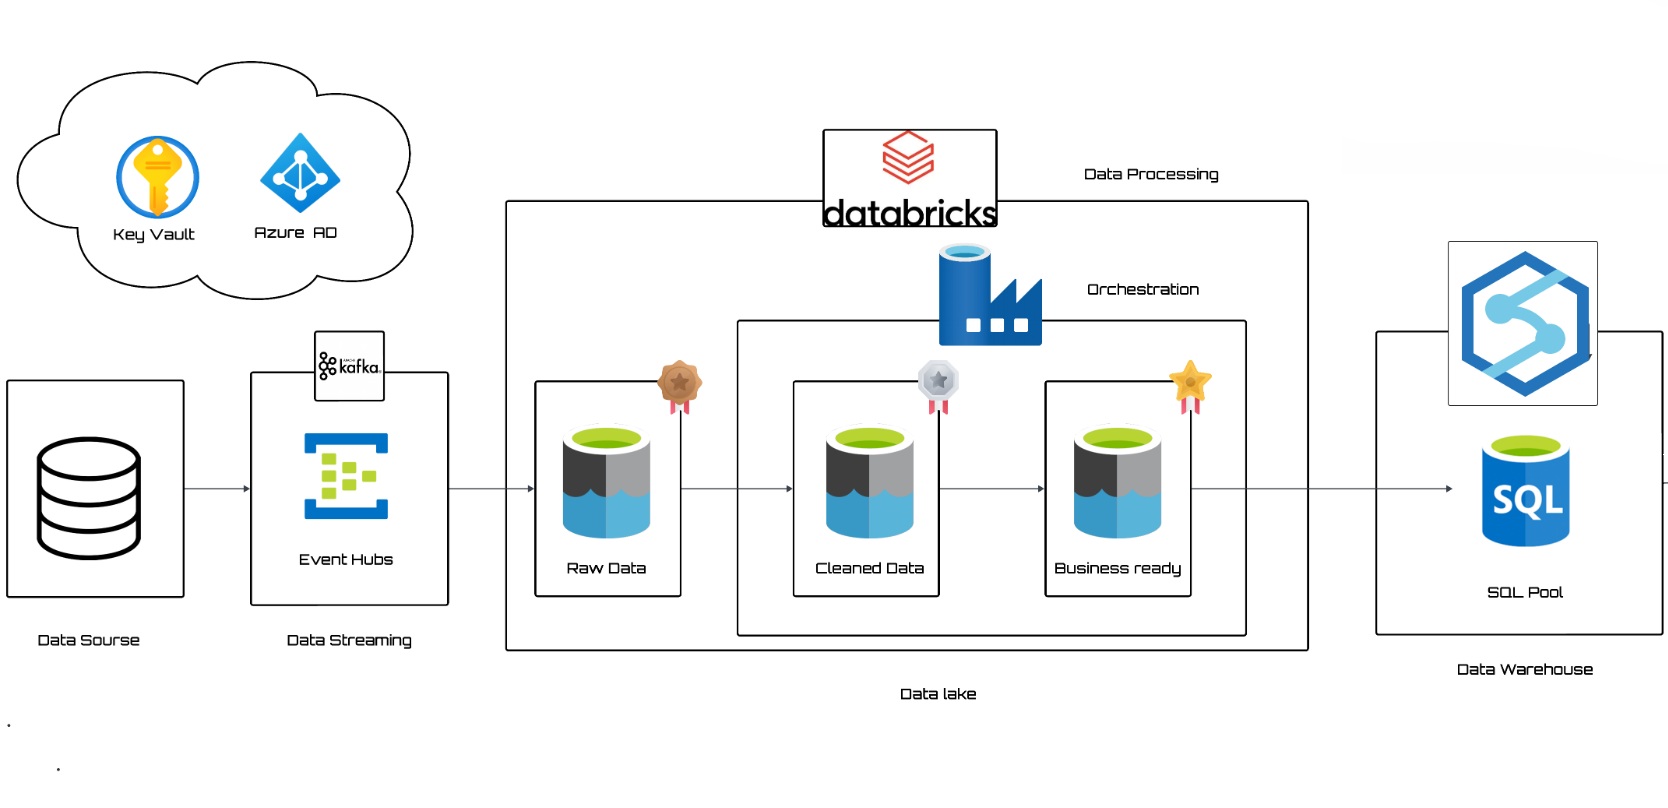 Key Vault
Azure AD
databricks
Data Processing
Orchestration
kafka
Event Hubs
Raw Data
Cleaned Data
Business ready
SQL
SQL Pool
Data Sourse
Data Streaming
Data lake
Data Warehouse